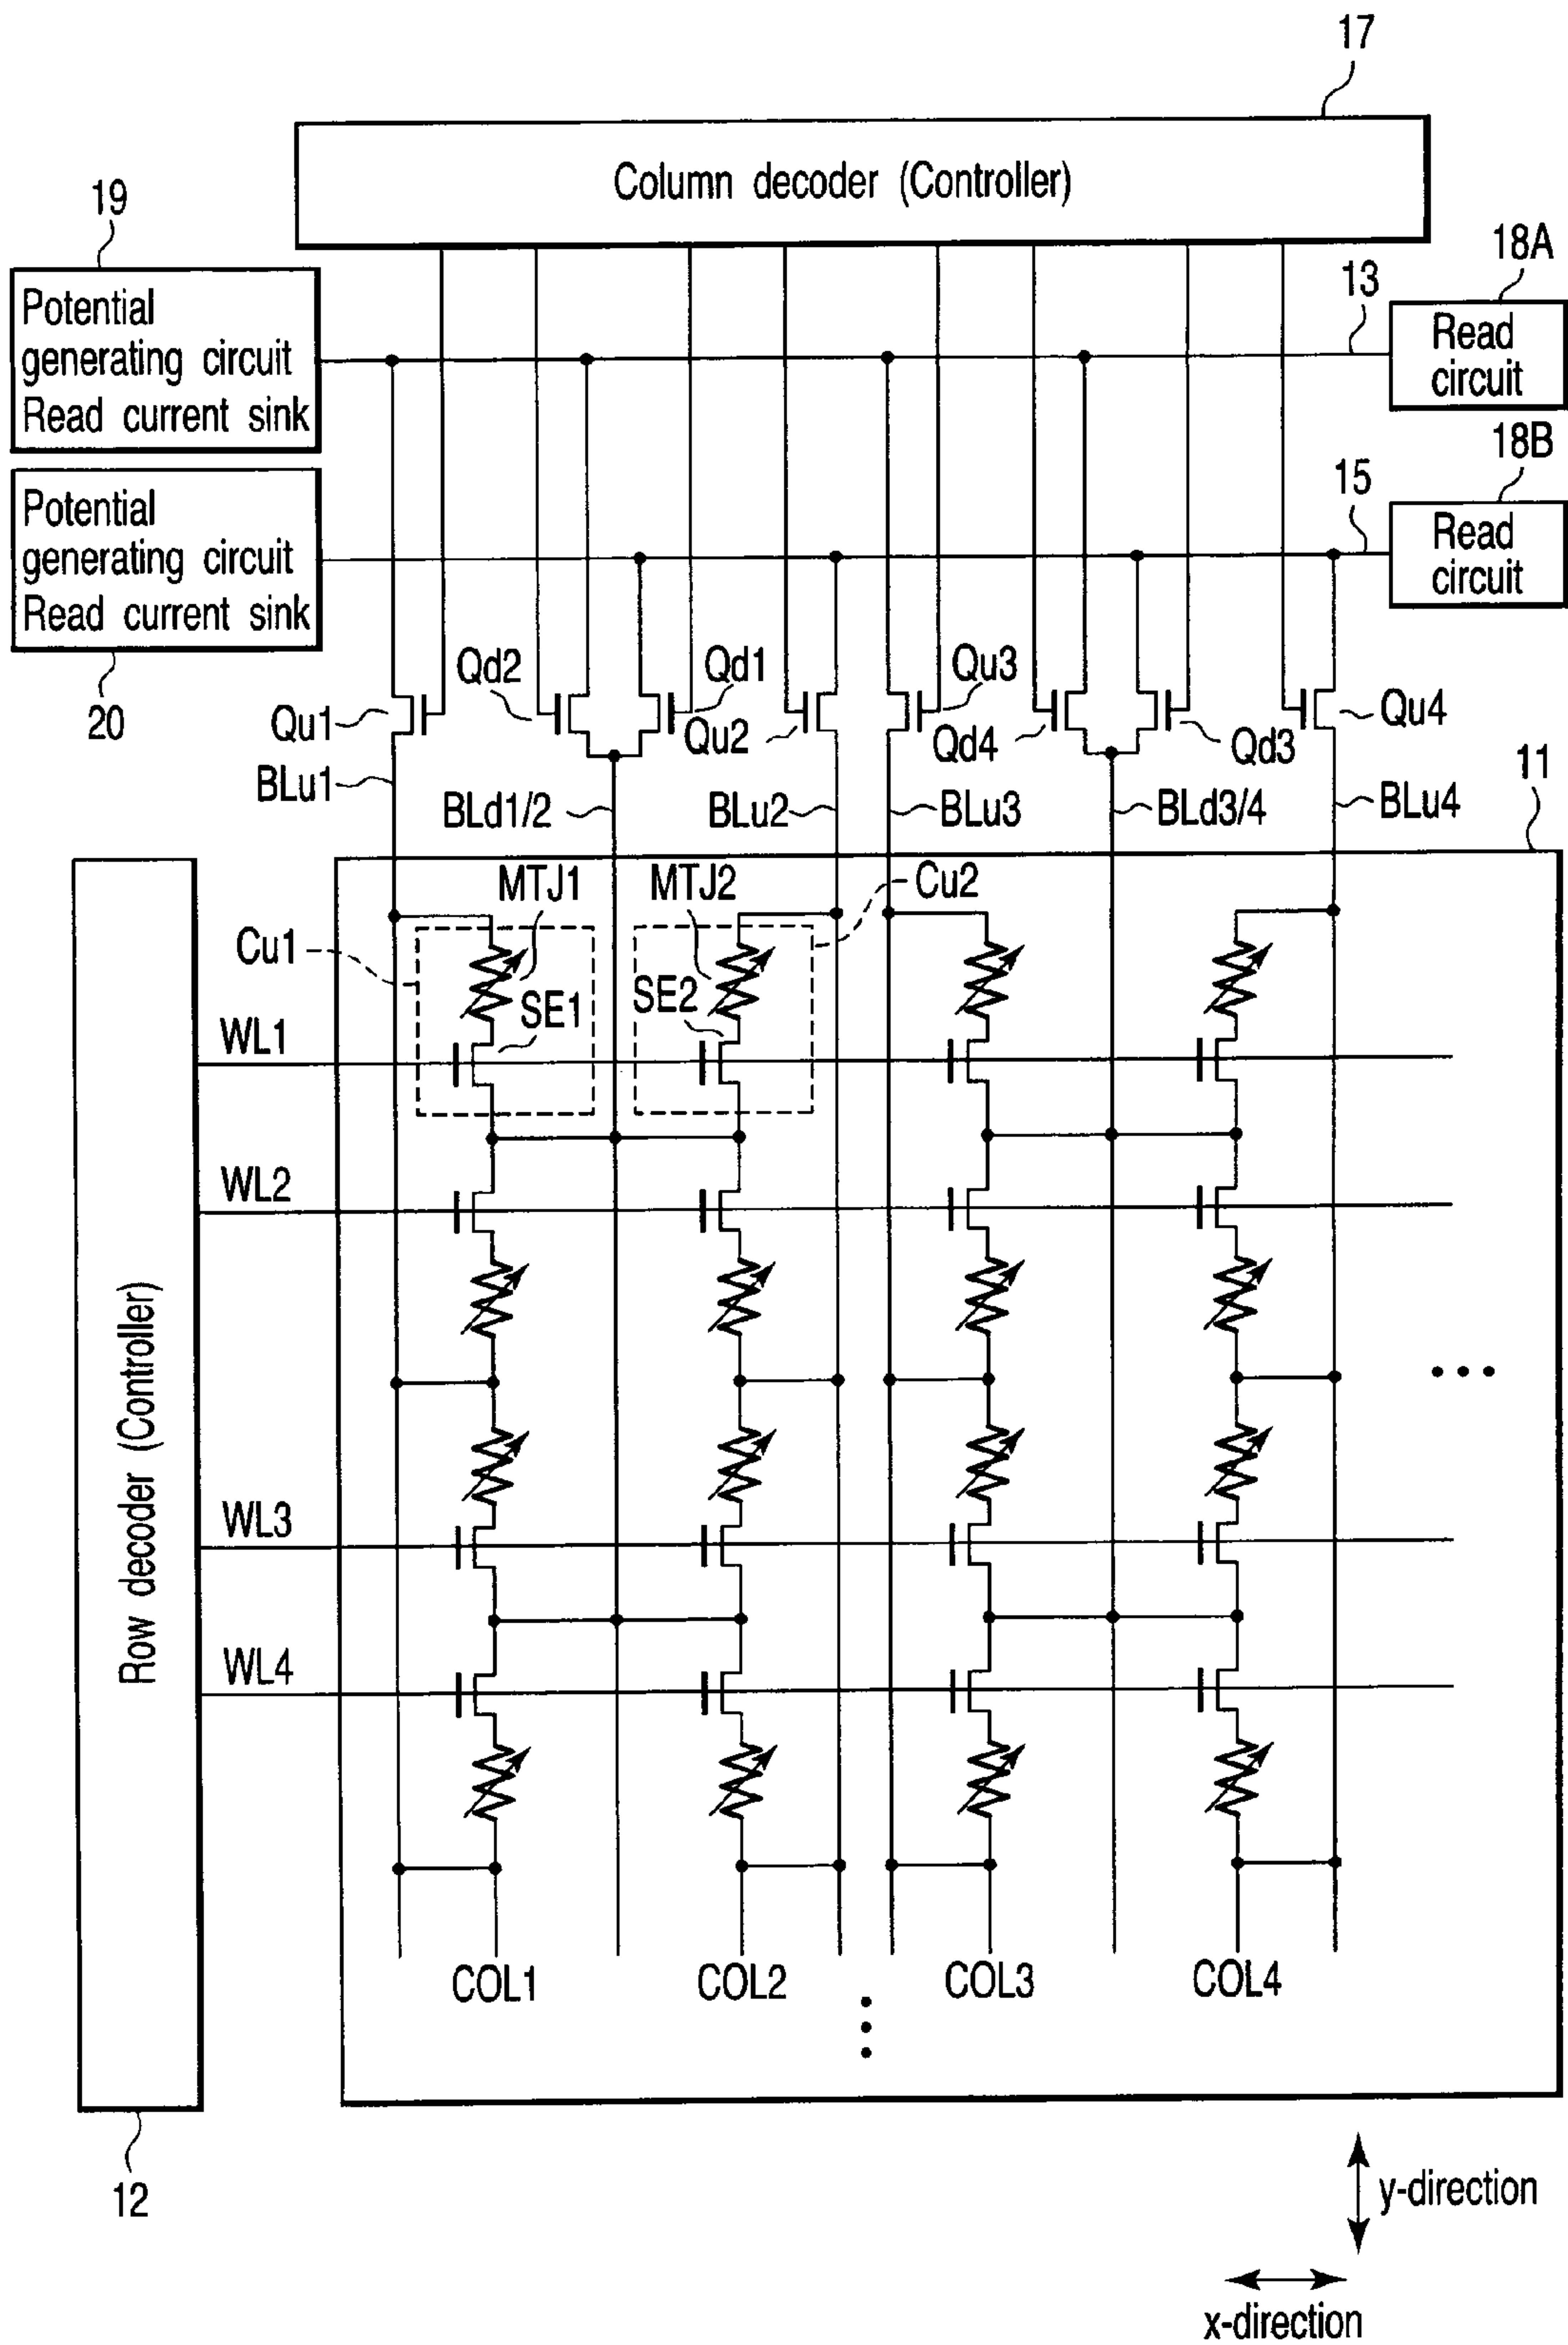 17
Column decoder (Controller)
19
Potential
generating circuit
Read current sink
13
18A
Read
circuit
Potential
generating circuit
Read current sink
20
15
18B
Read
circuit
Qu1
Qd2
Qd1
Qu2
Qu3
Qd4
Qd3
Qu4
BLu1
BLd1/2
BLu2
BLu3
BLd3/4
BLu4
11
MTJ1
MTJ2
Cu2
Cu1
SE1
SE2
WL1
WL2
WL3
WL4
Row decoder (Controller)
COL1
COL2
COL3
COL4
12
y-direction
x-direction